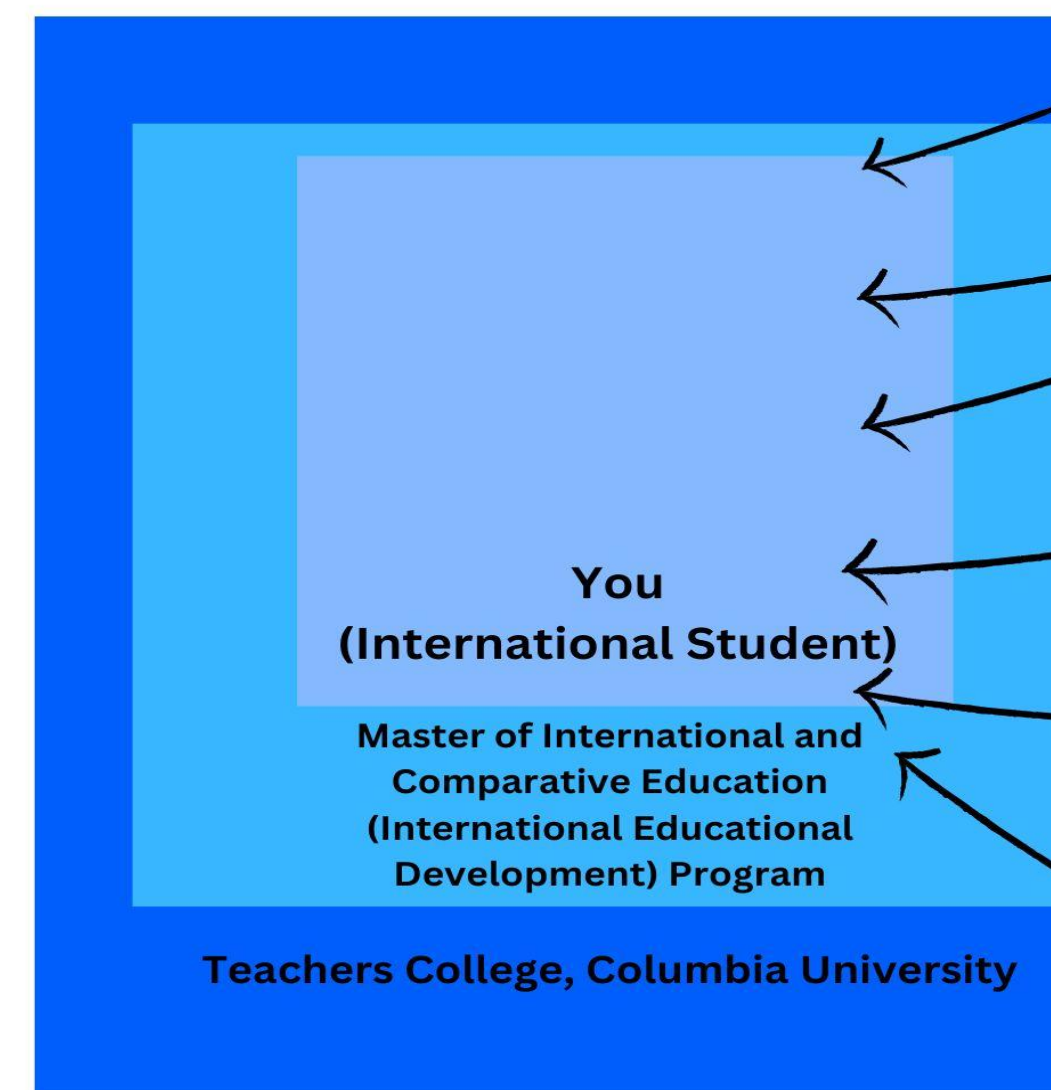 You
(International Student)
Master of International and
Comparative Education
(International Educational
Development) Program
Teachers College, Columbia University